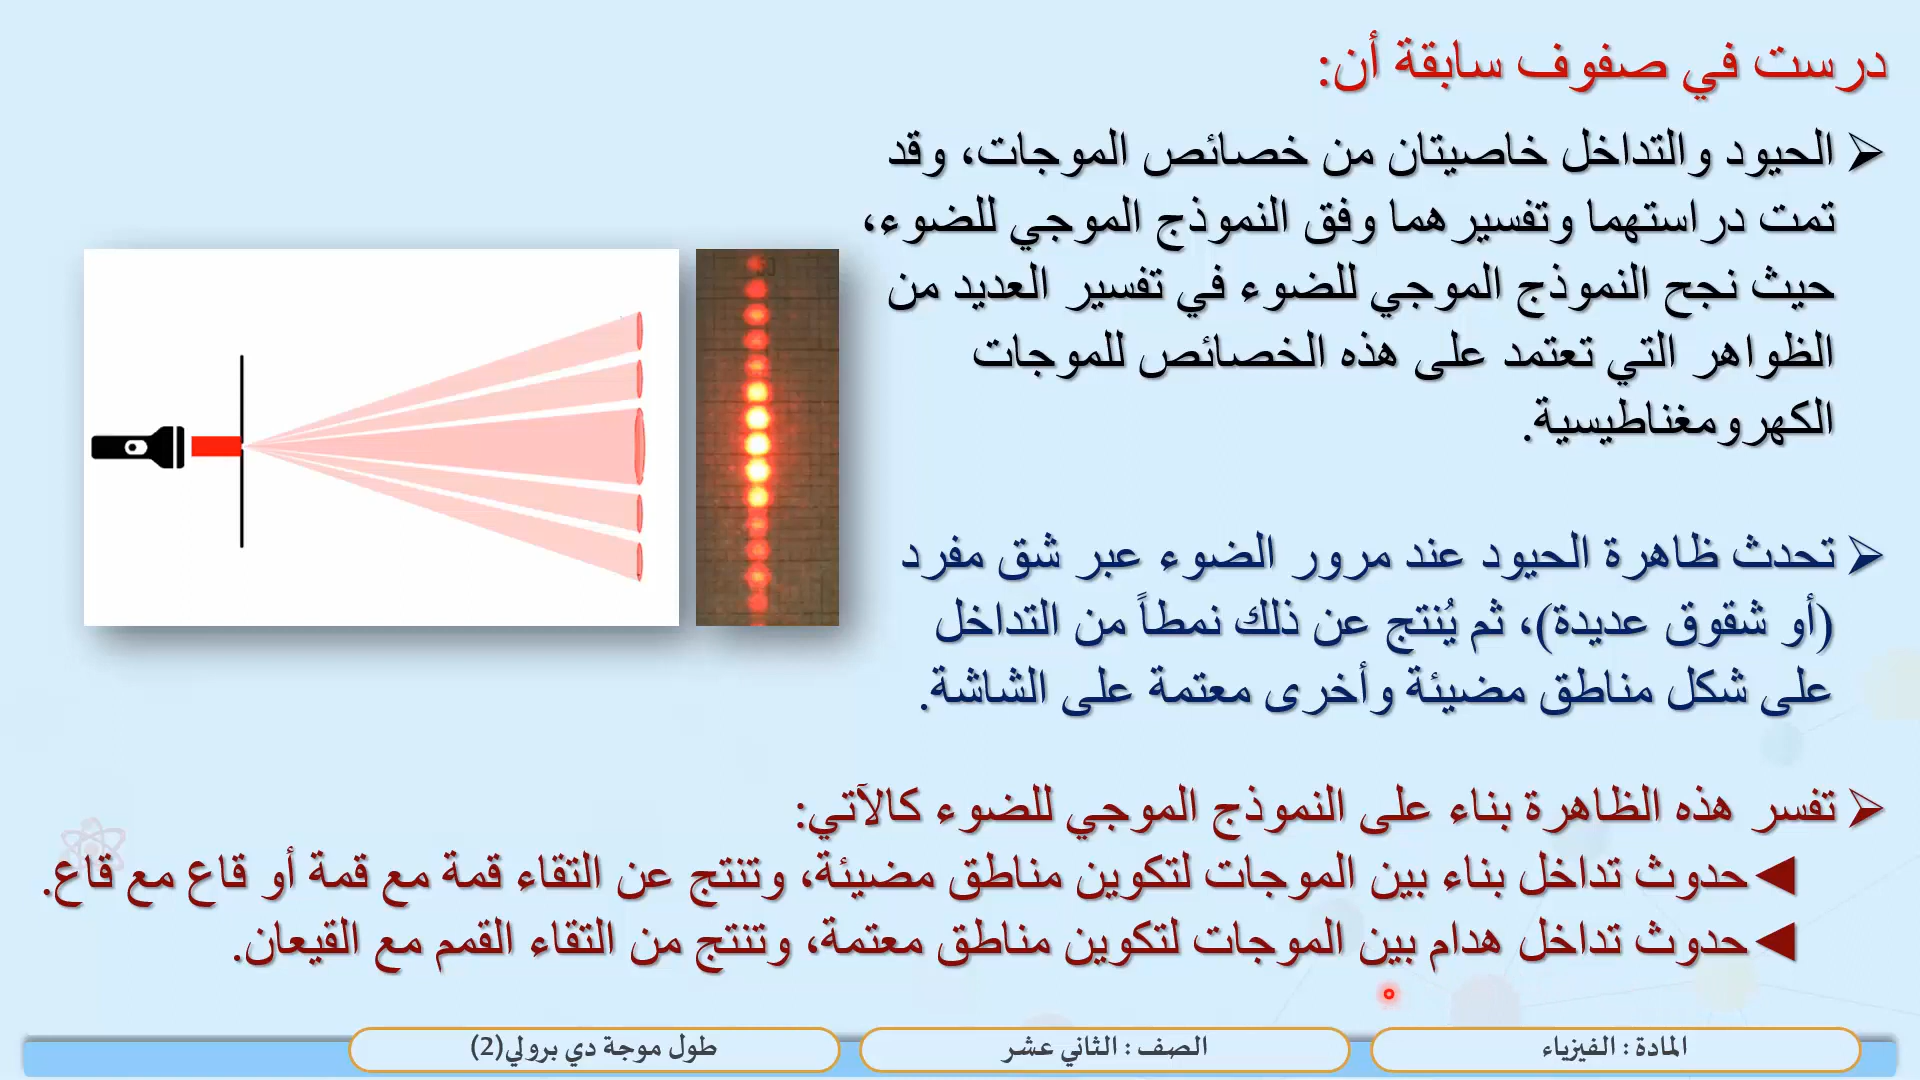 درست في صفوف سابقة أن:
الحيود والتداخل خاصيتان من خصائص الموجات، وقد
تمت دراستهما وتفسيرهما وفق النموذج الموجي للضوء،
حيث نجح النموذج الموجي للضوء في تفسير العديد من
الظواهر التي تعتمد على هذه الخصائص للموجات
الكهرومغناطيسية.
تحدث ظاهرة الحيود عند مرور الضوء عبر شق مفرد
(أو شقوق عديدة)، ثم يُنتج عن ذلك نمطاً من التداخل
على شكل مناطق مضيئة وأخرى معتمة على الشاشة.
تفسر هذه الظاهرة بناء على النموذج الموجي للضوء كالآتي:
حدوث تداخل بناء بين الموجات لتكوين مناطق مضيئة، وتنتج عن التقاء قمة مع قمة أو قاع مع قاع.
حدوث تداخل هدام بين الموجات لتكوين مناطق معتمة، وتنتج من التقاء القمم مع القيعان.
المادة : الفيزياء
الصف : الثاني عشر
طول موجة دي برولي(2)